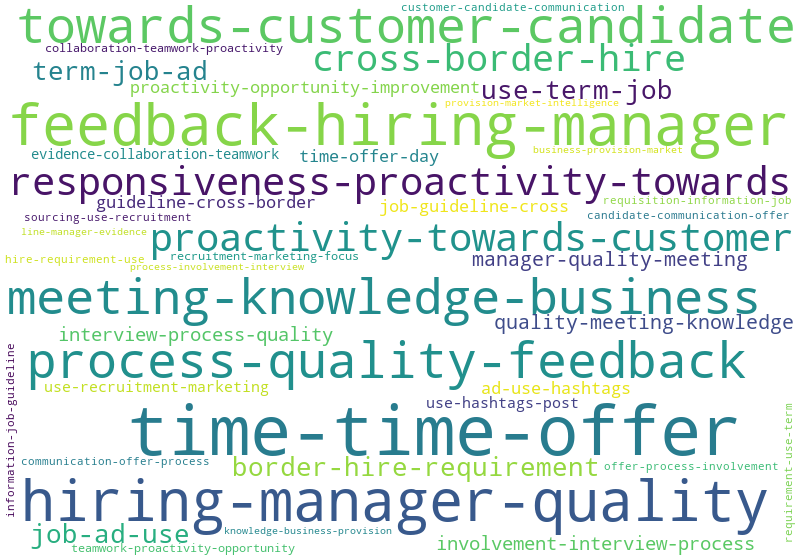 customer-candidate-communication
towards-customer-candidate
collaboration-teamwork-proactivity
cross-border-hire
term-job-ad
proactivity-opportunity-improvement
use-term-job
provision-market-intelligence
feedback-hiring-manager
business-provision-market
evidence-collaboration-teamwork
time-offer-day
responsiveness-proactivity-towards
guideline-cross-border
job-guideline-cross
requisition-information-job
sourcing-use-recruitment
candidate-communication-offer
line-manager-evidence
proactivity-towards-customer
hire-requirement-use
recruitment-marketing-focus
manager-quality-meeting
process-involvement-interview
meeting-knowledge-business
quality-meeting-knowledge
interview-process-quality
information-job-guideline
process-quality-feedback
use-recruitment-marketing
ad-use-hashtags
use-hashtags-post
time-time-offer
requirement-use-term
communication-offer-process
border-hire-requirement
offer-process-involvement
hiring-manager-quality
job-ad-use
knowledge-business-provision
teamwork-proactivity-opportunity
involvement-interview-process